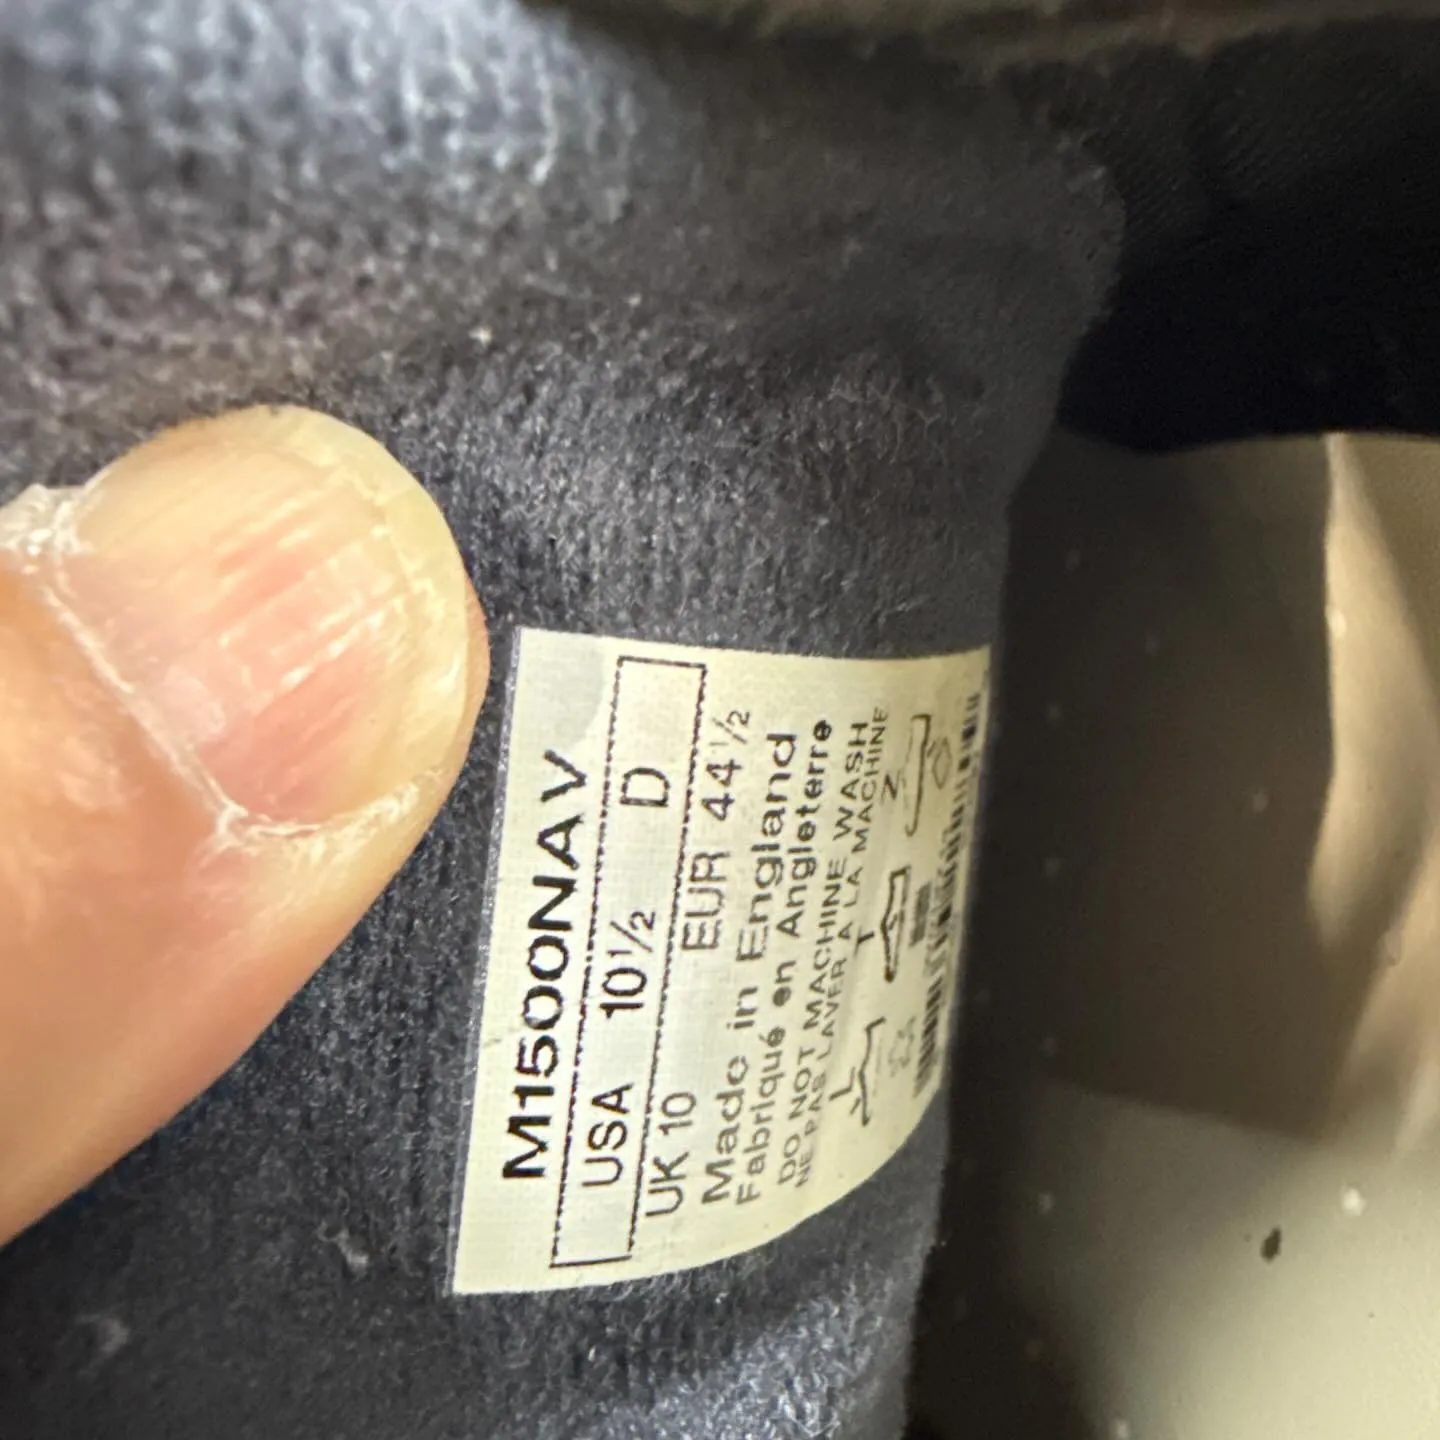 M1500NAV
USA 10½ D
UK 10 EUR 44½
Made in England
Fabriqué en Angleterre
DO NOT MACHINE WASH
NE PAS LAVER A LA MACHINE
L T Z